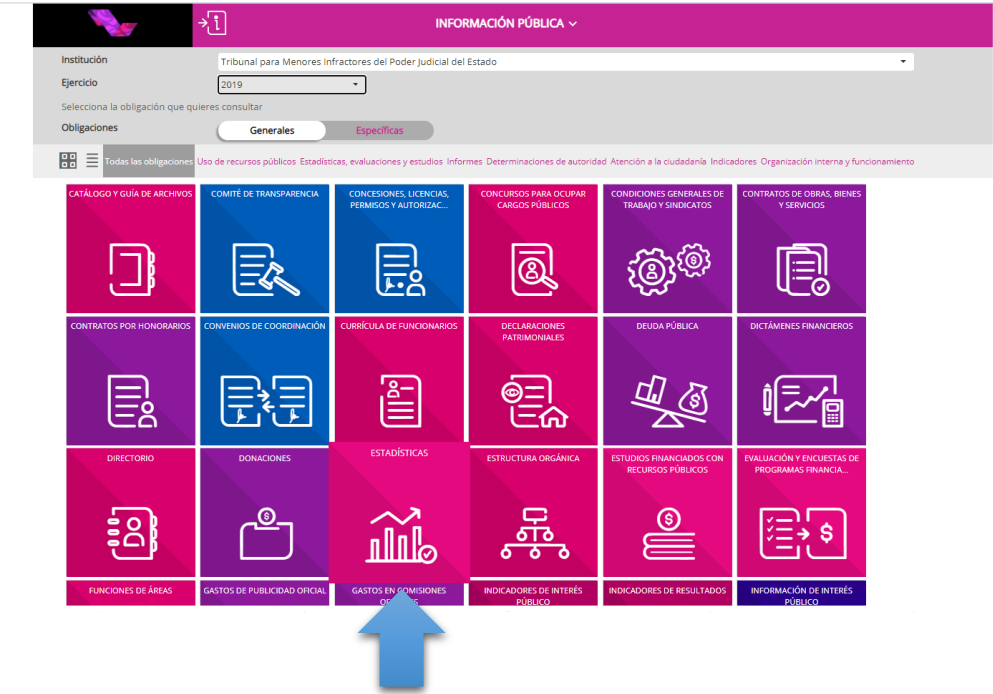 INFORMACIÓN PÚBLICA
Institución
Tribunal para Menores Infractores del Poder Judicial del Estado
Ejercicio
2019
Selecciona la obligación que quieres consultar
Obligaciones
Generales
Específicas
Todas las obligaciones Uso de recursos públicos Estadísticas, evaluaciones y estudios Informes Determinaciones de autoridad Atención a la ciudadanía Indicadores Organización interna y funcionamiento
CATÁLOGO Y GUÍA DE ARCHIVOS
COMITÉ DE TRANSPARENCIA
CONCESIONES, LICENCIAS,
PERMISOS Y AUTORIZAC...
CONCURSOS PARA OCUPAR
CARGOS PÚBLICOS
CONDICIONES GENERALES DE
TRABAJO Y SINDICATOS
CONTRATOS DE OBRAS, BIENES
Y SERVICIOS
CONTRATOS POR HONORARIOS
CONVENIOS DE COORDINACIÓN
CURRÍCULA DE FUNCIONARIOS
DECLARACIONES
PATRIMONIALES
DEUDA PÚBLICA
DICTÁMENES FINANCIEROS
DIRECTORIO
DONACIONES
ESTADÍSTICAS
ESTRUCTURA ORGÁNICA
ESTUDIOS FINANCIADOS CON
RECURSOS PÚBLICOS
EVALUACIÓN Y ENCUESTAS DE
PROGRAMAS FINANCIA...
FUNCIONES DE ÁREAS
GASTOS DE PUBLICIDAD OFICIAL
GASTOS EN COMISIONES
INDICADORES DE INTERÉS
PÚBLICO
INDICADORES DE RESULTADOS
INFORMACIÓN DE INTERÉS
PÚBLICO